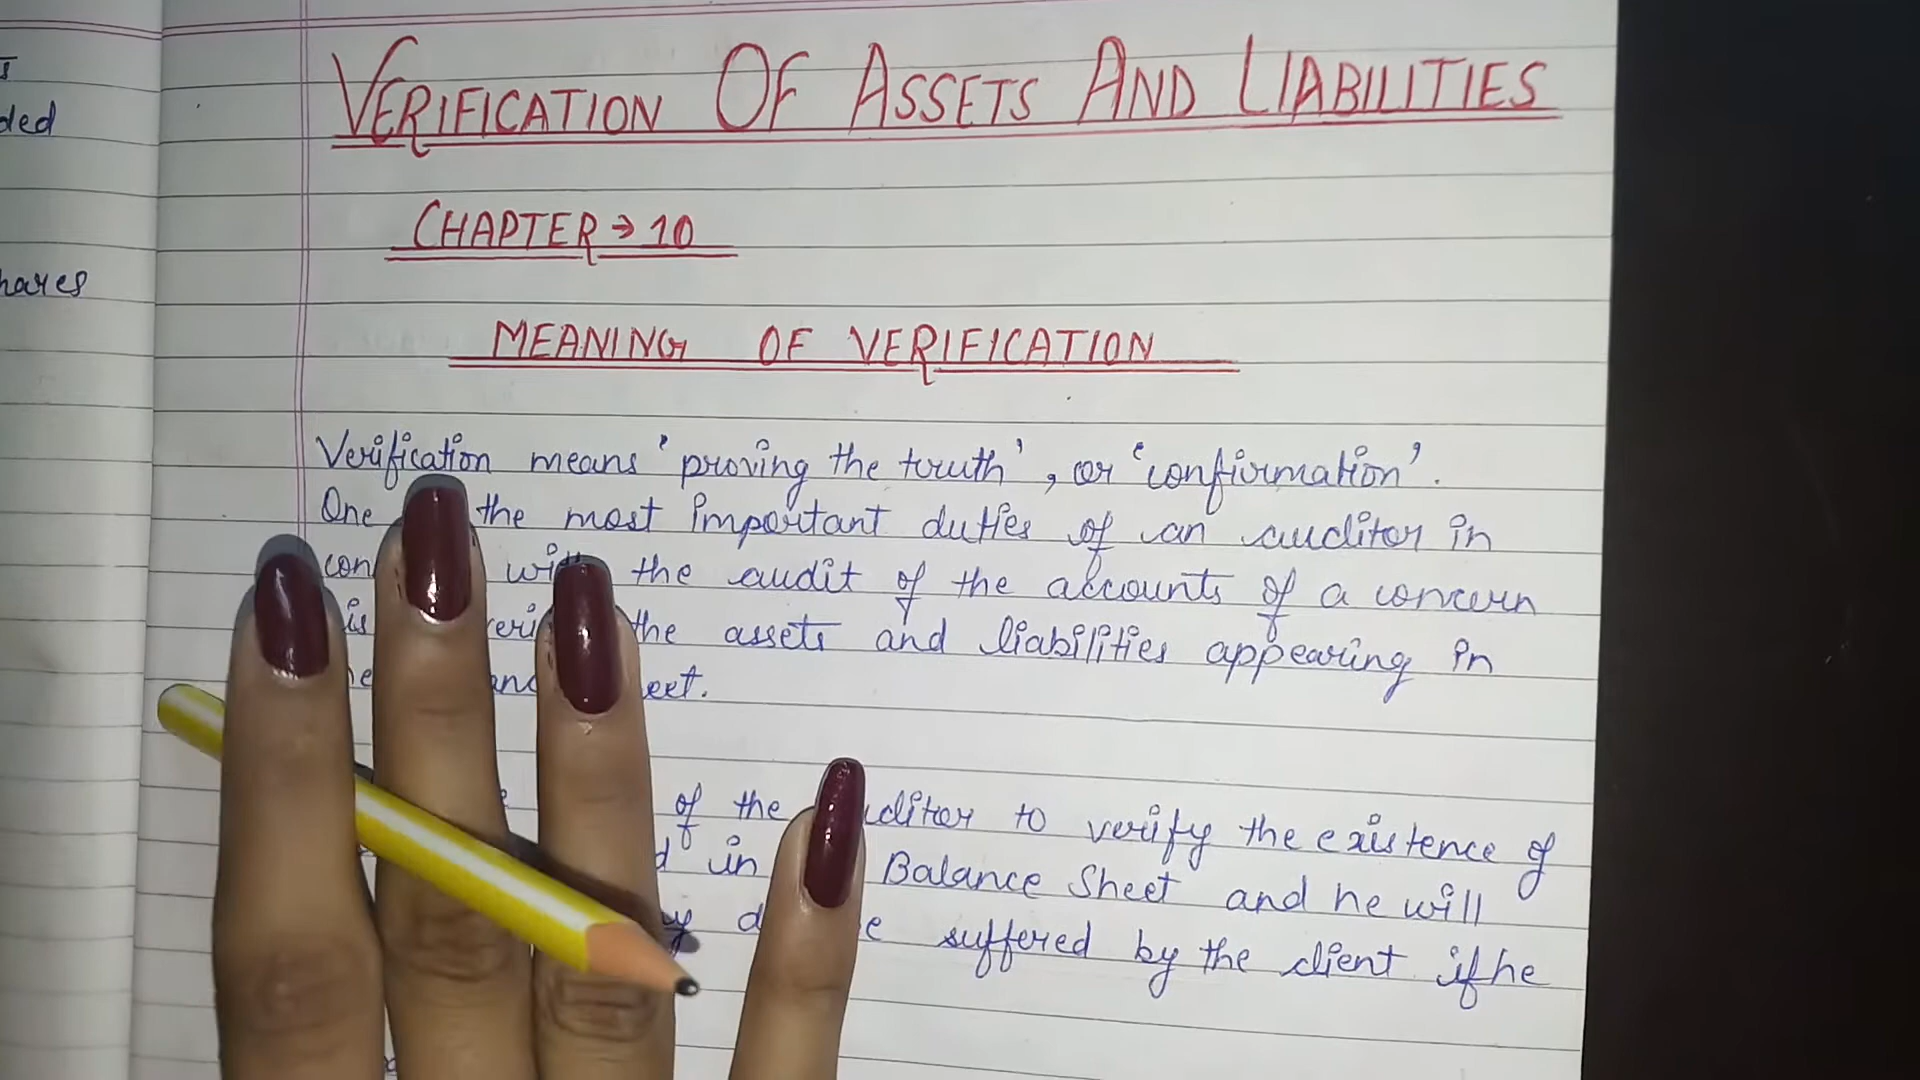 ded
hares
VERIFICATION OF ASSETS AND LIABILITIES
CHAPTER → 10
MEANING OF VERIFICATION
Verification means 'proving the truth', or 'confirmation'.
One the most important duties of an auditor in
with the audit of the accounts of a concern
is the assets and liabilities appearing in
of the auditor to verify the existence of
in Balance Sheet and he will
suffered by the client if he